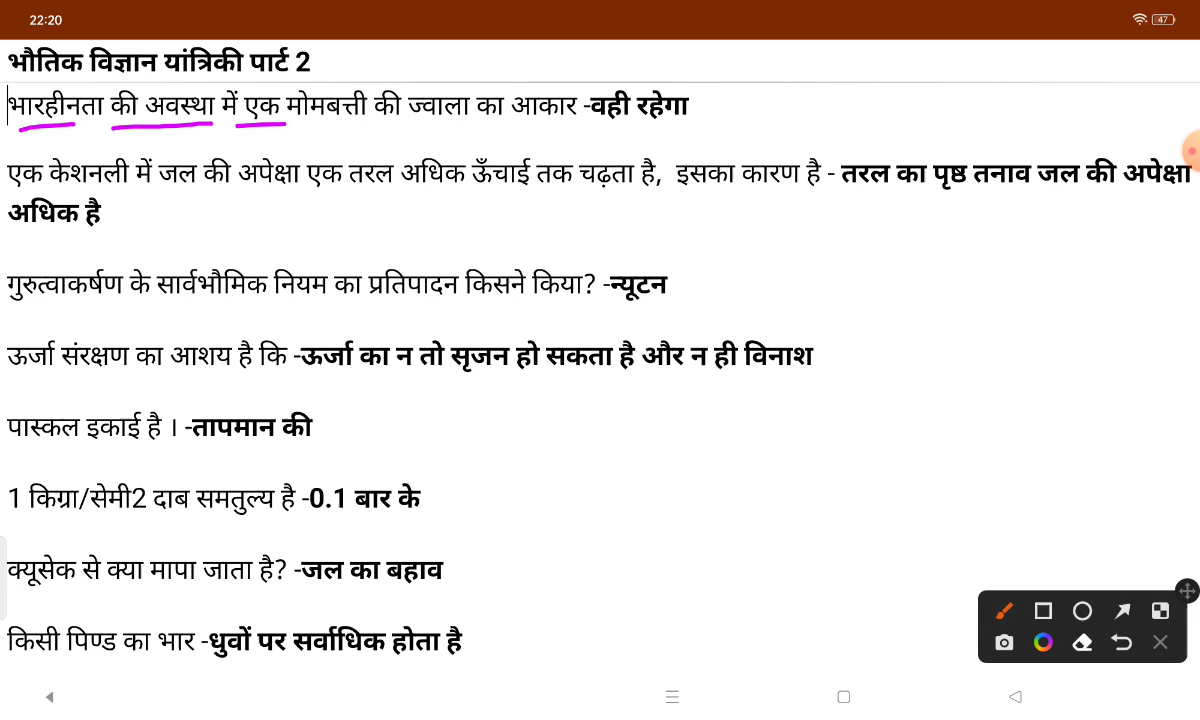 22:20
47
भौतिक विज्ञान यांत्रिकी पार्ट 2
भारहीनता की अवस्था में एक मोमबत्ती की ज्वाला का आकार -वही रहेगा
एक केशनली में जल की अपेक्षा एक तरल अधिक ऊँचाई तक चढ़ता है, इसका कारण है - तरल का पृष्ठ तनाव जल की अपेक्षा
अधिक है
गुरुत्वाकर्षण के सार्वभौमिक नियम का प्रतिपादन किसने किया? -न्यूटन
ऊर्जा संरक्षण का आशय है कि -ऊर्जा का न तो सृजन हो सकता है और न ही विनाश
पास्कल इकाई है । -तापमान की
1 किग्रा/सेमी2 दाब समतुल्य है -0.1 बार के
क्यूसेक से क्या मापा जाता है? -जल का बहाव
किसी पिण्ड का भार -धुवों पर सर्वाधिक होता है